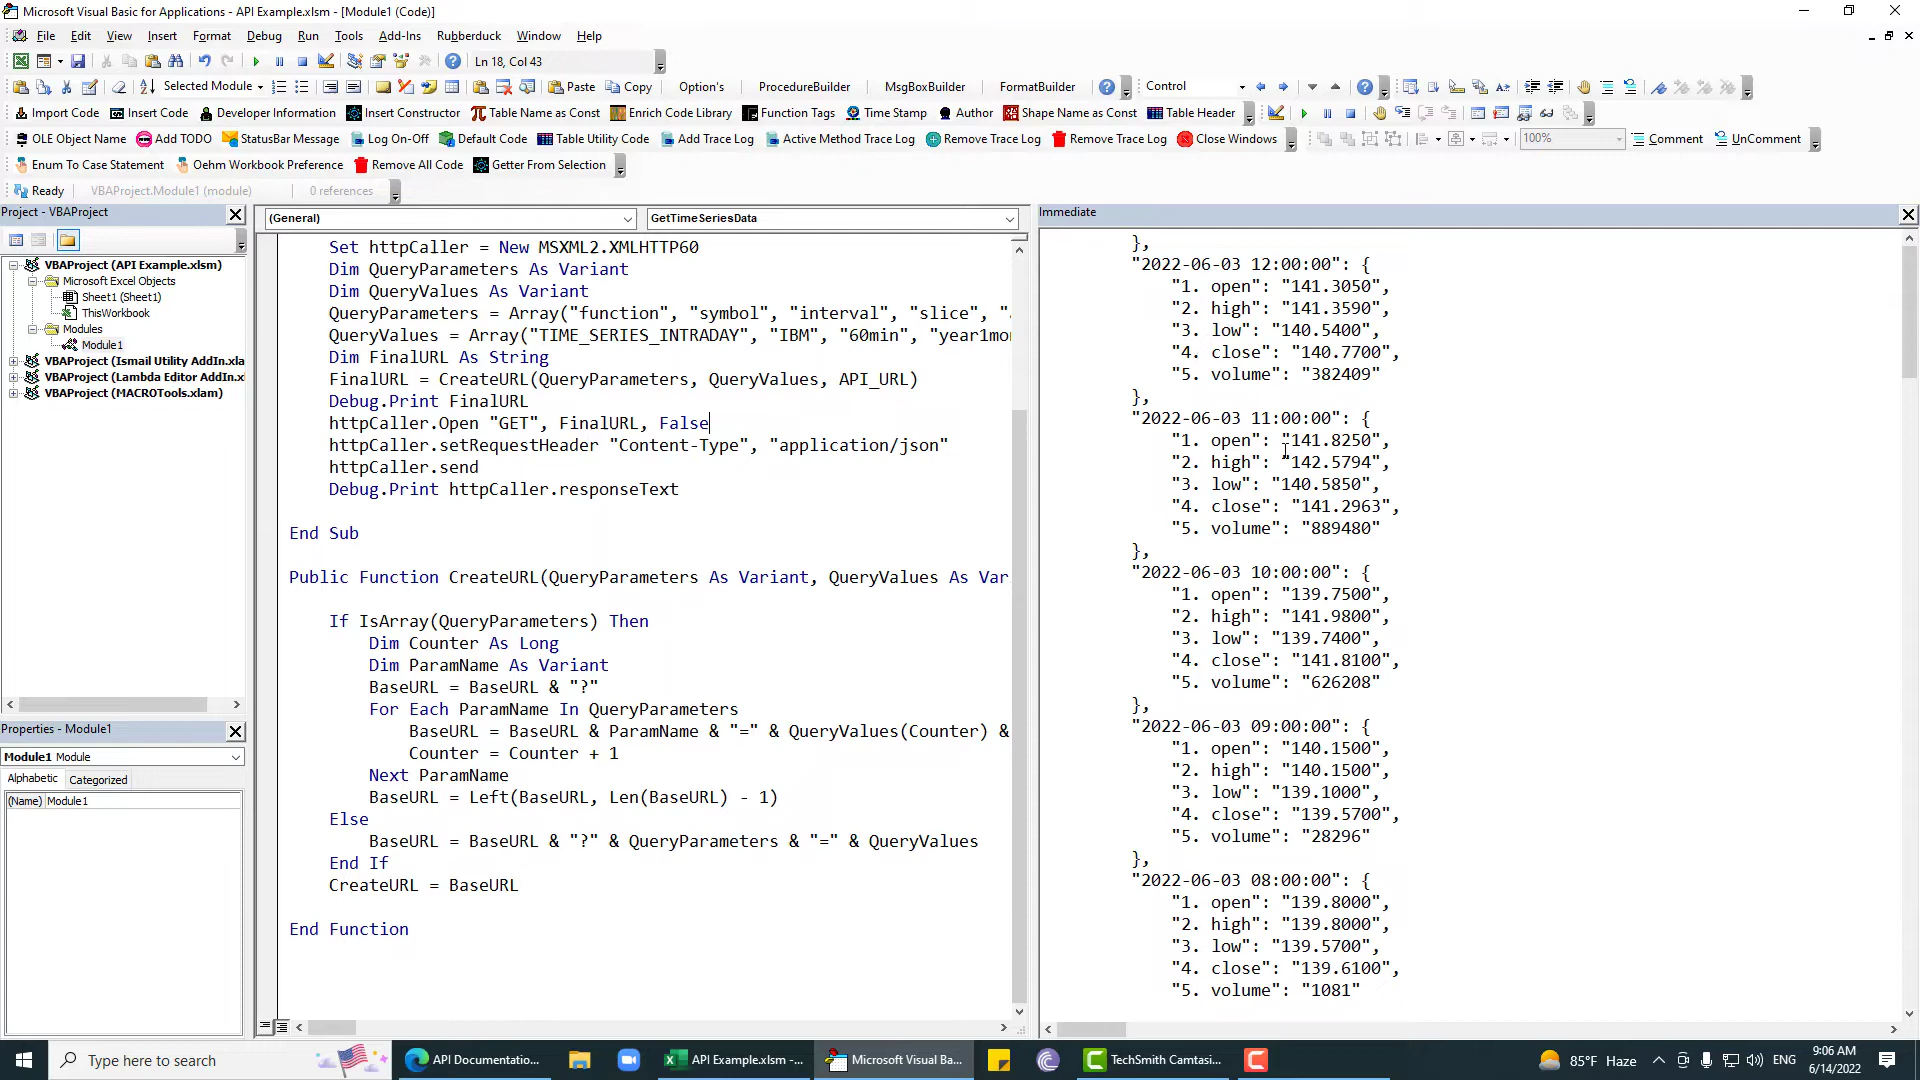 Microsoft Visual Basic for Applications - API Example.xlsm - [Module1 (Code)]
File Edit View Insert Format Debug Run Tools Add-Ins Rubberduck Window Help
Ln 18, Col 43
Selected Module Paste Copy Option's ProcedureBuilder MsgBoxBuilder FormatBuilder Control
Import Code Insert Code Developer Information Insert Constructor Table Name as Const Enrich Code Library Function Tags Time Stamp Author Shape Name as Const Table Header
OLE Object Name Add TODO StatusBar Message Log On-Off Default Code Table Utility Code Add Trace Log Active Method Trace Log Remove Trace Log Remove Trace Log Close Windows 100% Comment UnComment
Enum To Case Statement Oehm Workbook Preference Remove All Code Getter From Selection
Ready VBAProject.Module1 (module) 0 references
Project - VBAProject
VBAProject (API Example.xlsm)
Microsoft Excel Objects
Sheet1 (Sheet1)
ThisWorkbook
Modules
Module1
VBAProject (Ismail Utility AddIn.xla
VBAProject (Lambda Editor AddIn.x
VBAProject (MACROTools.xlam)
Properties - Module1
Module1 Module
Alphabetic Categorized
(Name) Module1
(General) GetTimeSeriesData
Set httpCaller = New MSXML2.XMLHTTP60
Dim QueryParameters As Variant
Dim QueryValues As Variant
QueryParameters = Array("function", "symbol", "interval", "slice", "
QueryValues = Array("TIME_SERIES_INTRADAY", "IBM", "60min", "year1mo
Dim FinalURL As String
FinalURL = CreateURL(QueryParameters, QueryValues, API_URL)
Debug.Print FinalURL
httpCaller.Open "GET", FinalURL, False
httpCaller.setRequestHeader "Content-Type", "application/json"
httpCaller.send
Debug.Print httpCaller.responseText
End Sub
Public Function CreateURL(QueryParameters As Variant, QueryValues As Var
If IsArray(QueryParameters) Then
Dim Counter As Long
Dim ParamName As Variant
BaseURL = BaseURL & "?"
For Each ParamName In QueryParameters
BaseURL = BaseURL & ParamName & "=" & QueryValues(Counter) &
Counter = Counter + 1
Next ParamName
BaseURL = Left(BaseURL, Len(BaseURL) - 1)
Else
BaseURL = BaseURL & "?" & QueryParameters & "=" & QueryValues
End If
CreateURL = BaseURL
End Function
Immediate
},
"2022-06-03 12:00:00": {
"1. open": "141.3050",
"2. high": "141.3590",
"3. low": "140.5400",
"4. close": "140.7700",
"5. volume": "382409"
},
"2022-06-03 11:00:00": {
"1. open": "141.8250",
"2. high": "142.5794",
"3. low": "140.5850",
"4. close": "141.2963",
"5. volume": "889480"
},
"2022-06-03 10:00:00": {
"1. open": "139.7500",
"2. high": "141.9800",
"3. low": "139.7400",
"4. close": "141.8100",
"5. volume": "626208"
},
"2022-06-03 09:00:00": {
"1. open": "140.1500",
"2. high": "140.1500",
"3. low": "139.1000",
"4. close": "139.5700",
"5. volume": "28296"
},
"2022-06-03 08:00:00": {
"1. open": "139.8000",
"2. high": "139.8000",
"3. low": "139.5700",
"4. close": "139.6100",
"5. volume": "1081"
Type here to search API Documentatio... API Example.xlsm -... Microsoft Visual Ba... TechSmith Camtasi... 85°F Haze ENG 9:06 AM
6/14/2022